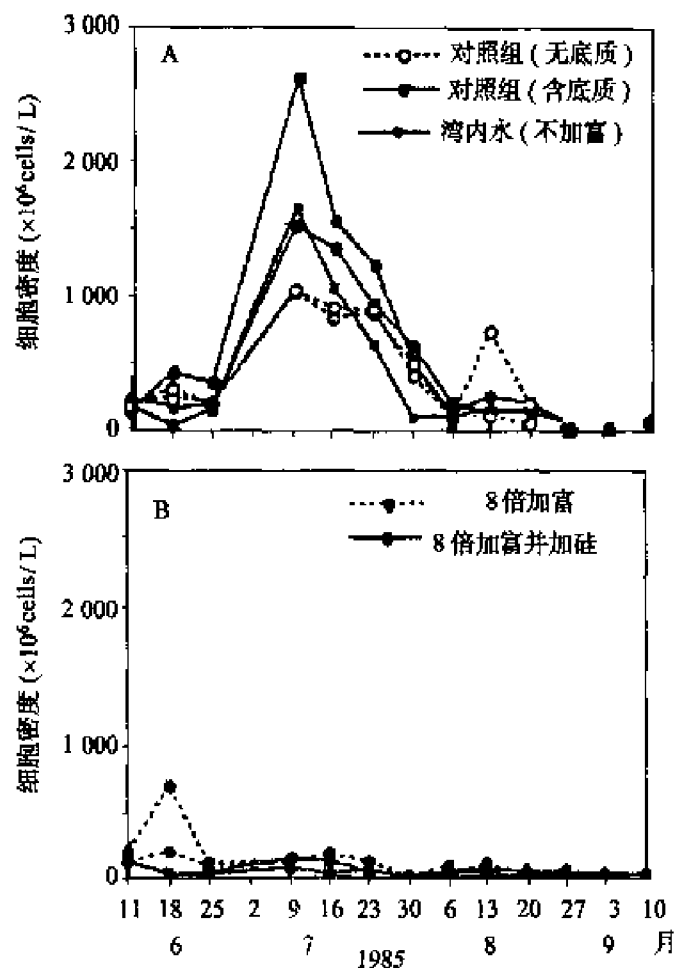 3 000
A
对照组(无底质)
对照组(含底质)
湾内水(不加富)
2 000
1 000
0
细胞密度(×10⁶cells/L)
3 000
B
8倍加富
8倍加富并加硅
2 000
1 000
0
细胞密度(×10⁶cells/L)
11 18 25 2 9 16 23 30 6 13 20 27 3 10
6 7 8 9 月
1985